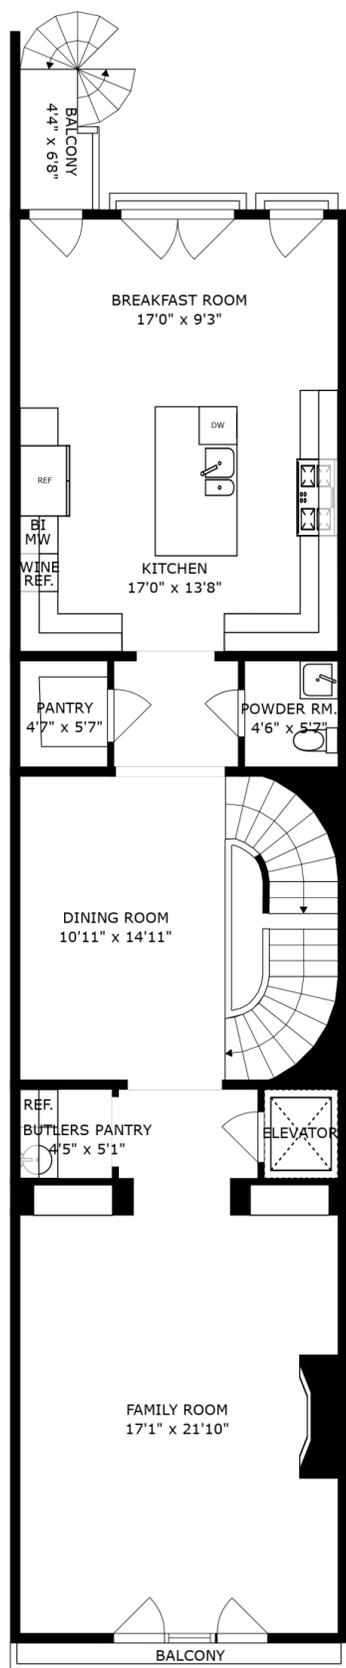 BALCONY
4'4" x 6'8"
BREAKFAST ROOM
17'0" x 9'3"
DW
REF
BI
MW
WINE
REF.
KITCHEN
17'0" x 13'8"
PANTRY
4'7" x 5'7"
POWDER RM.
4'6" x 5'7"
DINING ROOM
10'11" x 14'11"
REF.
BUTLERS PANTRY
4'5" x 5'1"
ELEVATOR
FAMILY ROOM
17'1" x 21'10"
BALCONY